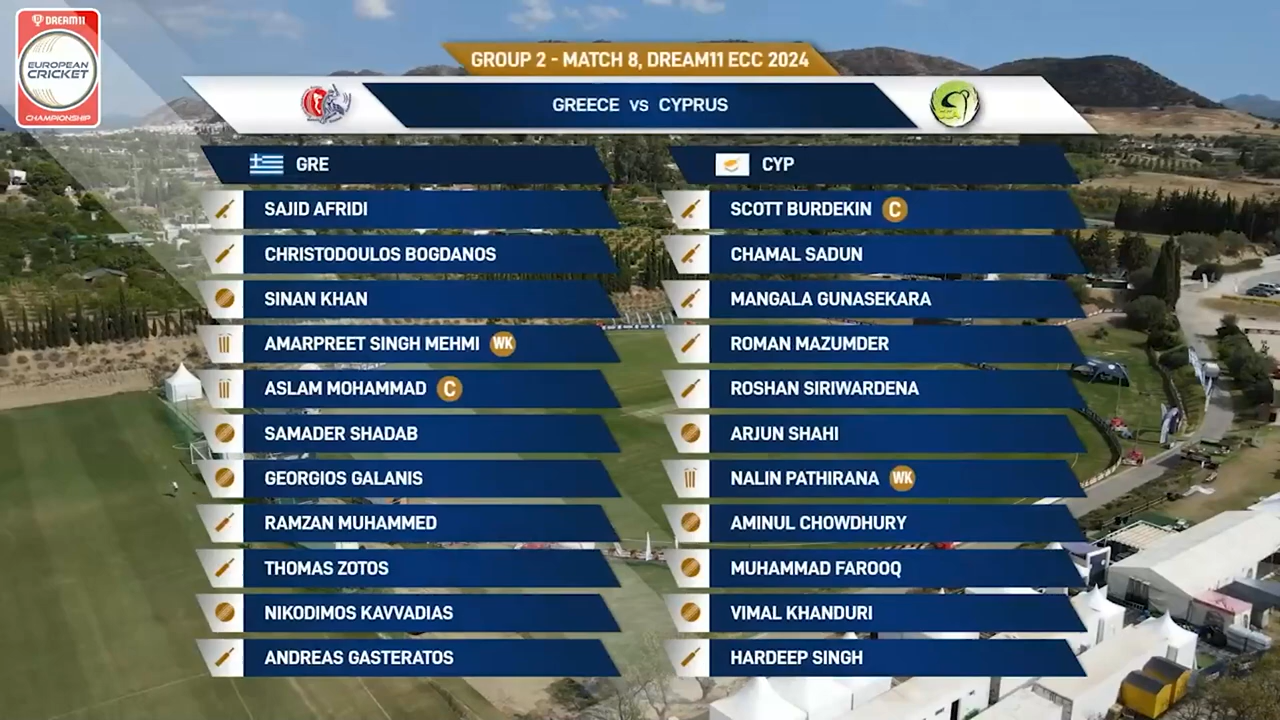 DREAM11
EUROPEAN
CRICKET
CHAMPIONSHIP
GROUP 2 - MATCH 8, DREAM11 ECC 2024
GREECE VS CYPRUS
GRE
SAJID AFRIDI
CHRISTODOULOS BOGDANOS
SINAN KHAN
AMARPREET SINGH MEHMI WK
ASLAM MOHAMMAD C
SAMADER SHADAB
GEORGIOS GALANIS
RAMZAN MUHAMMED
THOMAS ZOTOS
NIKODIMOS KAVVADIAS
ANDREAS GASTERATOS
CYP
SCOTT BURDEKIN C
CHAMAL SADUN
MANGALA GUNASEKARA
ROMAN MAZUMDER
ROSHAN SIRIWARDENA
ARJUN SHAHI
NALIN PATHIRANA WK
AMINUL CHOWDHURY
MUHAMMAD FAROOQ
VIMAL KHANDURI
HARDEEP SINGH